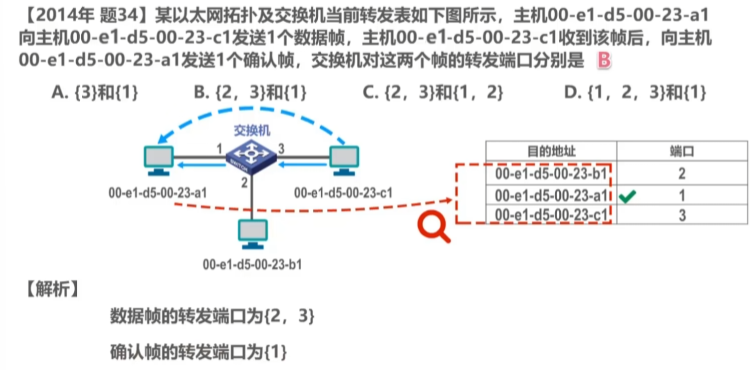 【2014年 题34】某以太网拓扑及交换机当前转发表如下图所示，主机00-e1-d5-00-23-a1
向主机00-e1-d5-00-23-c1发送1个数据帧，主机00-e1-d5-00-23-c1收到该帧后，向主机
00-e1-d5-00-23-a1发送1个确认帧，交换机对这两个帧的转发端口分别是 B
A. {3}和{1} B. {2，3}和{1} C. {2，3}和{1，2} D. {1，2，3}和{1}
交换机
1 3
2
00-e1-d5-00-23-a1 00-e1-d5-00-23-c1
00-e1-d5-00-23-b1
目的地址 端口
00-e1-d5-00-23-b1 2
00-e1-d5-00-23-a1 1
00-e1-d5-00-23-c1 3
【解析】
数据帧的转发端口为{2，3}
确认帧的转发端口为{1}